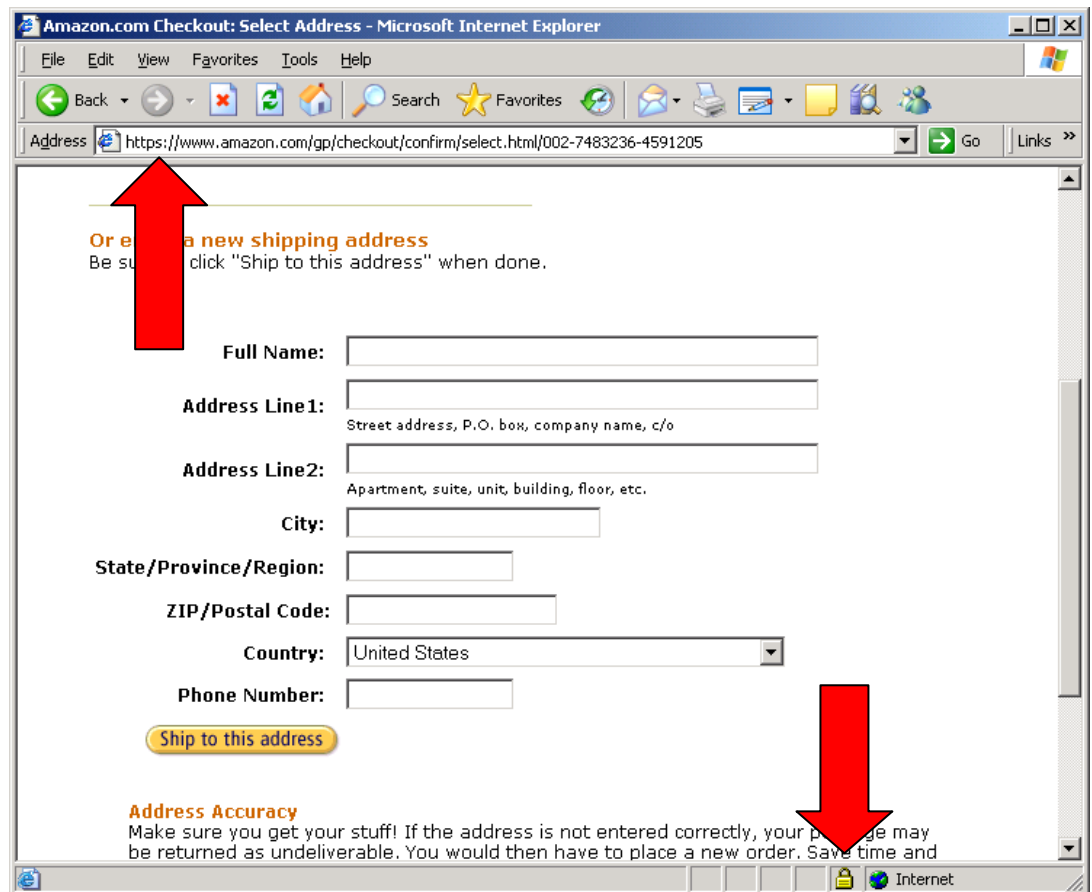 Amazon.com Checkout: Select Address - Microsoft Internet Explorer
File Edit View Favorites Tools Help
Back Search Favorites
Address https://www.amazon.com/gp/checkout/confirm/select.html/002-7483236-4591205 Go Links »
Or a new shipping address
Be click "Ship to this address" when done.
Full Name:
Address Line1:
Street address, P.O. box, company name, c/o
Address Line2:
Apartment, suite, unit, building, floor, etc.
City:
State/Province/Region:
ZIP/Postal Code:
Country: United States
Phone Number:
Ship to this address
Address Accuracy
Make sure you get your stuff! If the address is not entered correctly, your may
be returned as undeliverable. You would then have to place a new order. Save time and
Internet